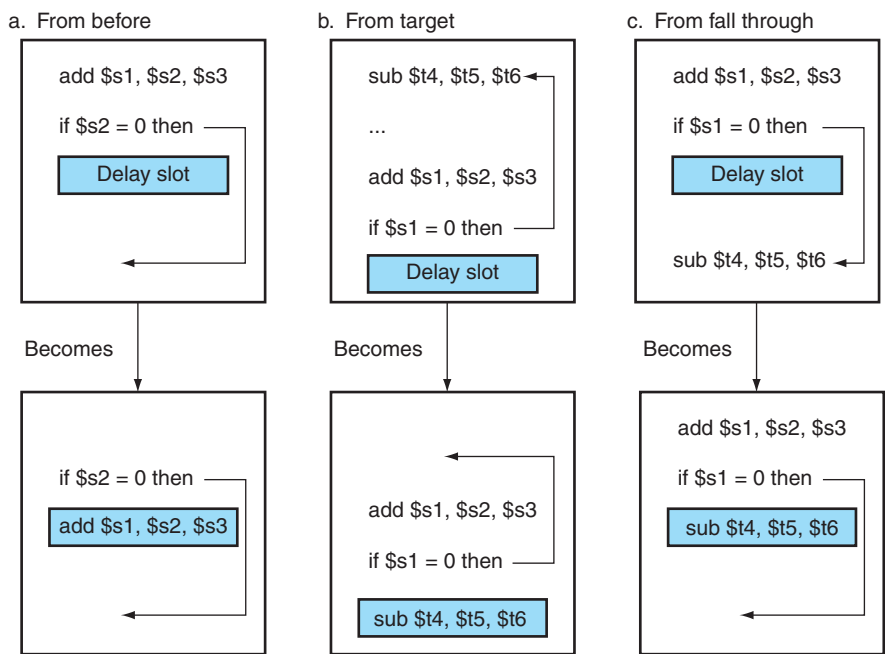 a. From before
add $s1, $s2, $s3
if $s2 = 0 then
Delay slot
Becomes
if $s2 = 0 then
add $s1, $s2, $s3
b. From target
sub $t4, $t5, $t6
...
add $s1, $s2, $s3
if $s1 = 0 then
Delay slot
Becomes
add $s1, $s2, $s3
if $s1 = 0 then
sub $t4, $t5, $t6
c. From fall through
add $s1, $s2, $s3
if $s1 = 0 then
Delay slot
sub $t4, $t5, $t6
Becomes
add $s1, $s2, $s3
if $s1 = 0 then
sub $t4, $t5, $t6